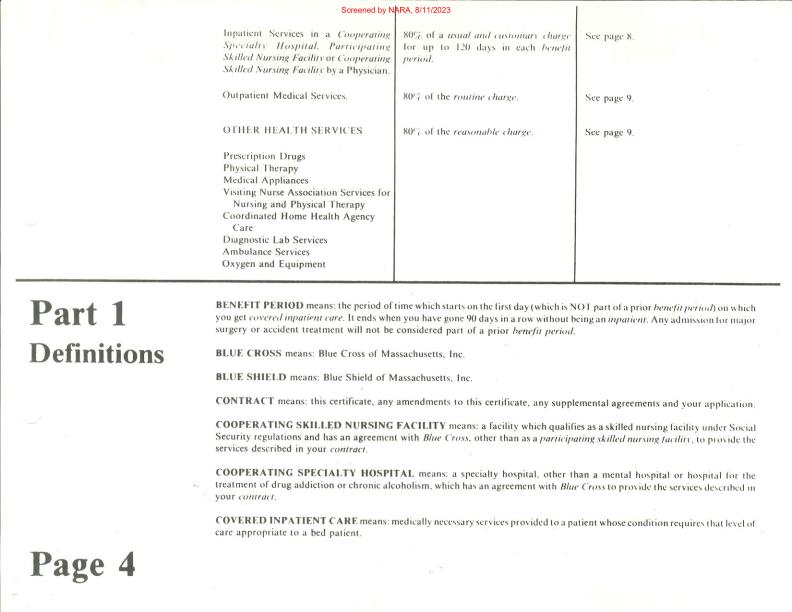 Screened by NARA, 8/11/2023
Inpatient Services in a Cooperating
Specialty Hospital, Participating
Skilled Nursing Facility or Cooperating
Skilled Nursing Facility by a Physician.
80% of a usual and customary charge
for up to 120 days in each benefit
period.
See page 8.
Outpatient Medical Services.
80% of the routine charge.
See page 9.
OTHER HEALTH SERVICES
80% of the reasonable charge.
See page 9.
Prescription Drugs
Physical Therapy
Medical Appliances
Visiting Nurse Association Services for
Nursing and Physical Therapy
Coordinated Home Health Agency
Care
Diagnostic Lab Services
Ambulance Services
Oxygen and Equipment
Part 1
Definitions
BENEFIT PERIOD means: the period of time which starts on the first day (which is NOT part of a prior benefit period) on which
you get covered inpatient care. It ends when you have gone 90 days in a row without being an inpatient. Any admission for major
surgery or accident treatment will not be considered part of a prior benefit period.
BLUE CROSS means: Blue Cross of Massachusetts, Inc.
BLUE SHIELD means: Blue Shield of Massachusetts, Inc.
CONTRACT means: this certificate, any amendments to this certificate, any supplemental agreements and your application.
COOPERATING SKILLED NURSING FACILITY means: a facility which qualifies as a skilled nursing facility under Social
Security regulations and has an agreement with Blue Cross, other than as a participating skilled nursing facility, to provide the
services described in your contract.
COOPERATING SPECIALTY HOSPITAL means: a specialty hospital, other than a mental hospital or hospital for the
treatment of drug addiction or chronic alcoholism, which has an agreement with Blue Cross to provide the services described in
your contract.
COVERED INPATIENT CARE means: medically necessary services provided to a patient whose condition requires that level of
care appropriate to a bed patient.
Page 4